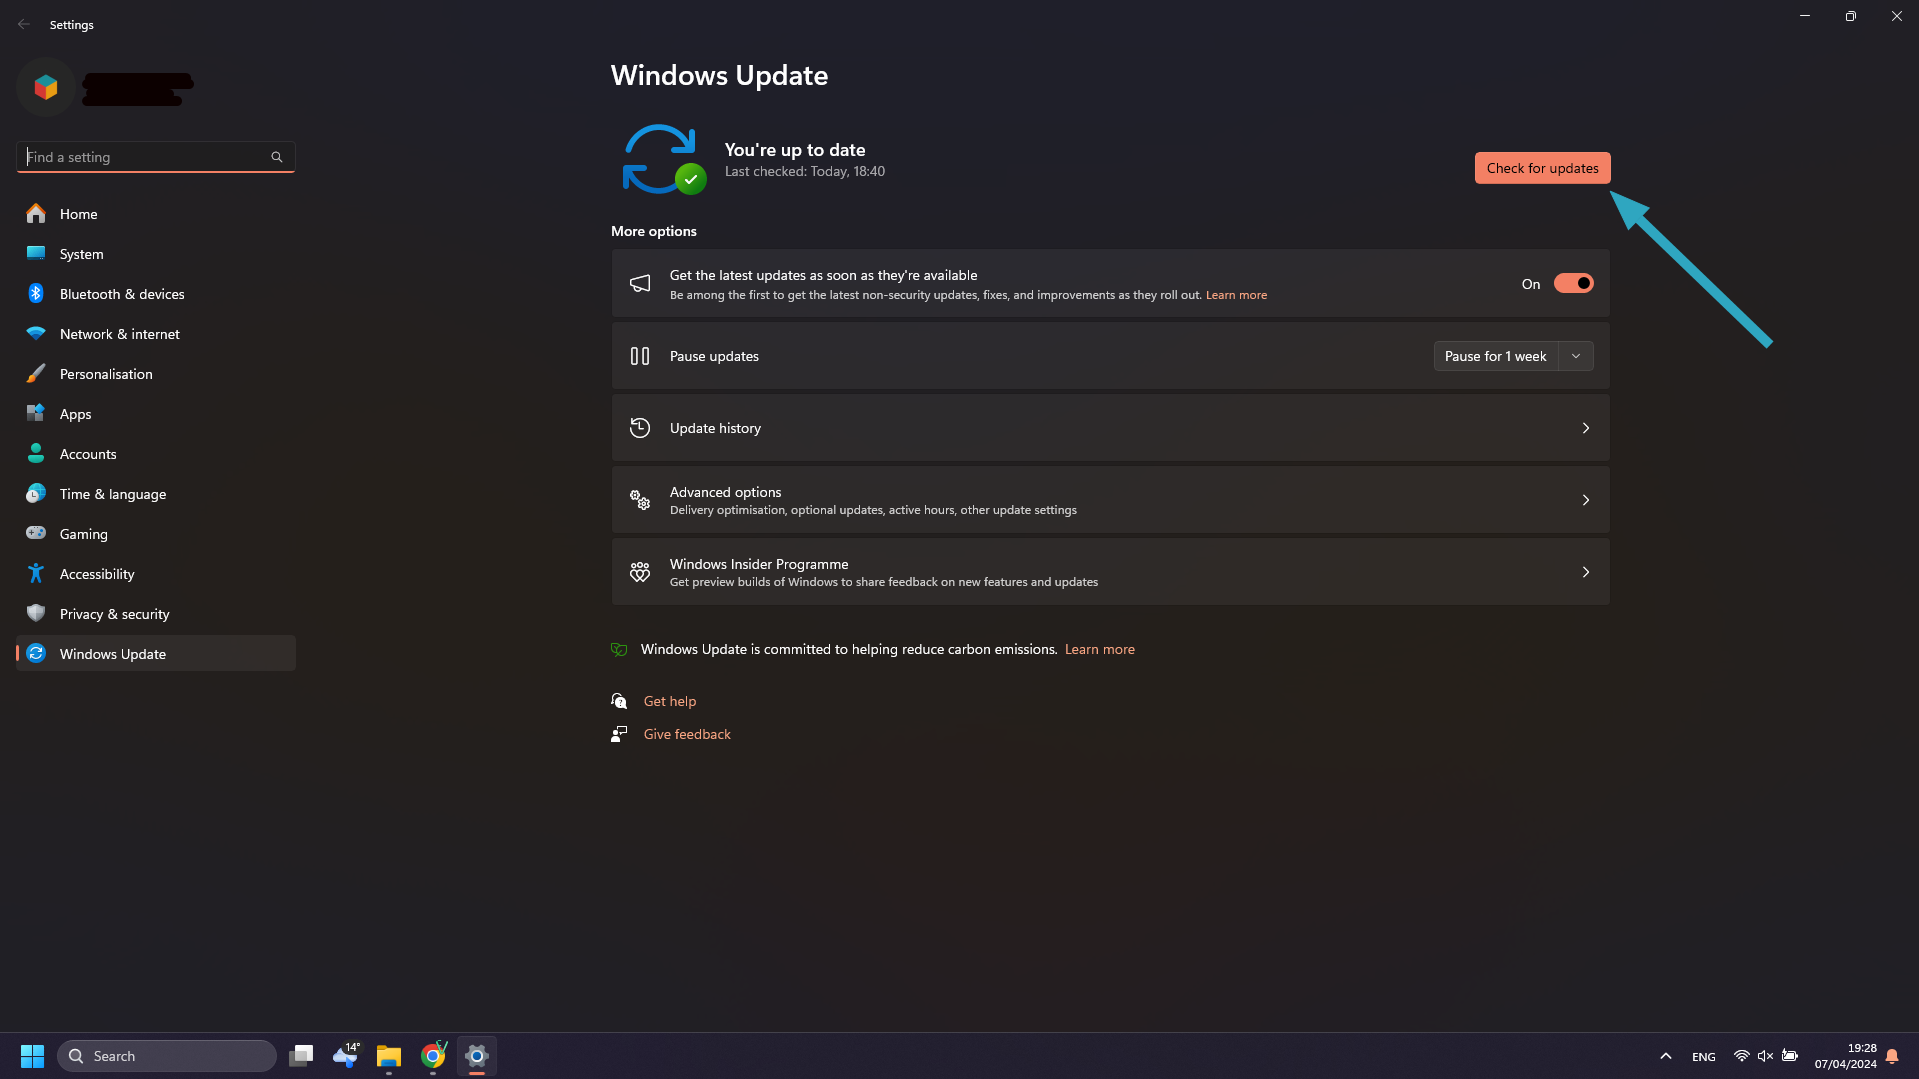 Settings
Find a setting
Home
System
Bluetooth & devices
Network & internet
Personalisation
Apps
Accounts
Time & language
Gaming
Accessibility
Privacy & security
Windows Update
Windows Update
You're up to date
Last checked: Today, 18:40
Check for updates
More options
Get the latest updates as soon as they're available
Be among the first to get the latest non-security updates, fixes, and improvements as they roll out. Learn more
On
Pause updates
Pause for 1 week
Update history
Advanced options
Delivery optimisation, optional updates, active hours, other update settings
Windows Insider Programme
Get preview builds of Windows to share feedback on new features and updates
Windows Update is committed to helping reduce carbon emissions. Learn more
Get help
Give feedback
Search
14°
ENG
19:28
07/04/2024